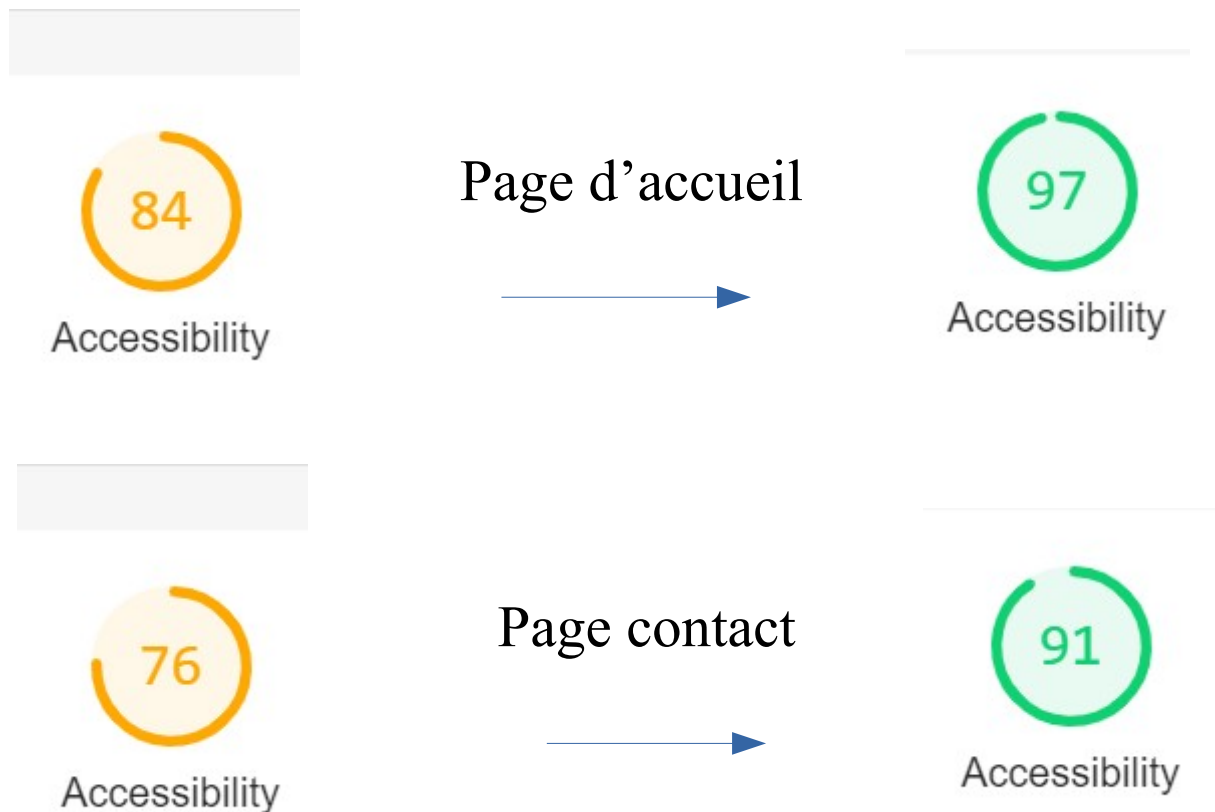 84
Accessibility
Page d’accueil
97
Accessibility
76
Accessibility
Page contact
91
Accessibility